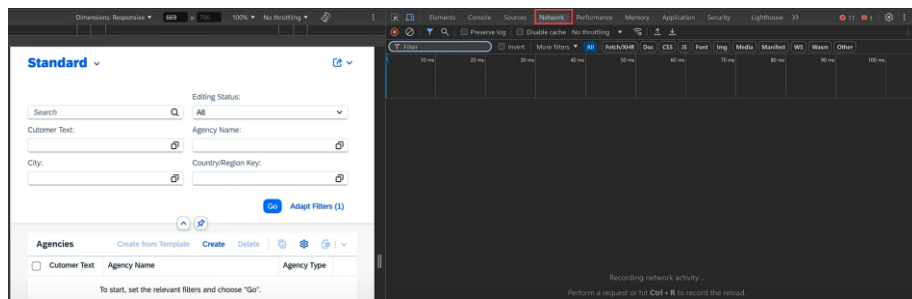 Dimensions: Responsive 669 x 786 100% No throttling
Elements Console Sources Network Performance Memory Application Security Lighthouse 11 1
Preserve log Disable cache No throttling
Filter Invert More filters All Fetch/XHR Doc CSS JS Font Img Media Manifest WS Wasm Other
10 ms 20 ms 30 ms 40 ms 50 ms 60 ms 70 ms 80 ms 90 ms 100 ms
Standard
Editing Status:
Search All
Cutomer Text: Agency Name:
City: Country/Region Key:
Go Adapt Filters (1)
Agencies Create from Template Create Delete
Cutomer Text Agency Name Agency Type
To start, set the relevant filters and choose "Go".
Recording network activity...
Perform a request or hit Ctrl + R to record the reload.